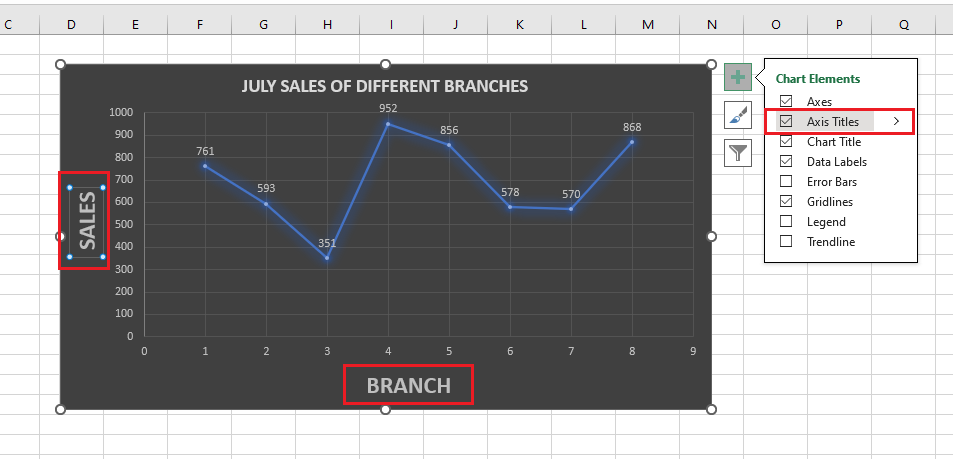 C D E F G H I J K L M N O P Q
JULY SALES OF DIFFERENT BRANCHES
1000
900
800
700
600
500
400
300
200
100
0
761
593
351
952
856
578
570
868
0 1 2 3 4 5 6 7 8 9
SALES
BRANCH
Chart Elements
Axes
Axis Titles
Chart Title
Data Labels
Error Bars
Gridlines
Legend
Trendline